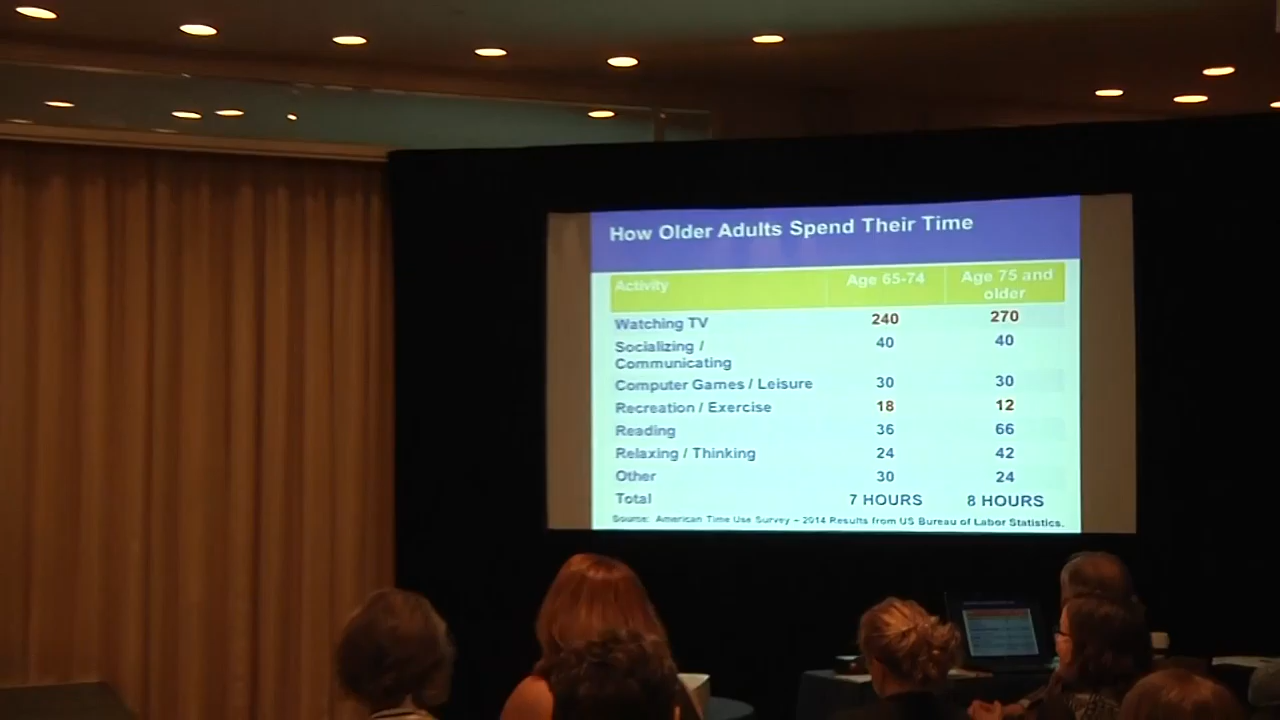 How Older Adults Spend Their Time
Activity Age 65-74 Age 75 and older
Watching TV 240 270
Socializing / Communicating 40 40
Computer Games / Leisure 30 30
Recreation / Exercise 18 12
Reading 36 66
Relaxing / Thinking 24 42
Other 30 24
Total 7 HOURS 8 HOURS
Source: American Time Use Survey – 2014 Results from US Bureau of Labor Statistics.